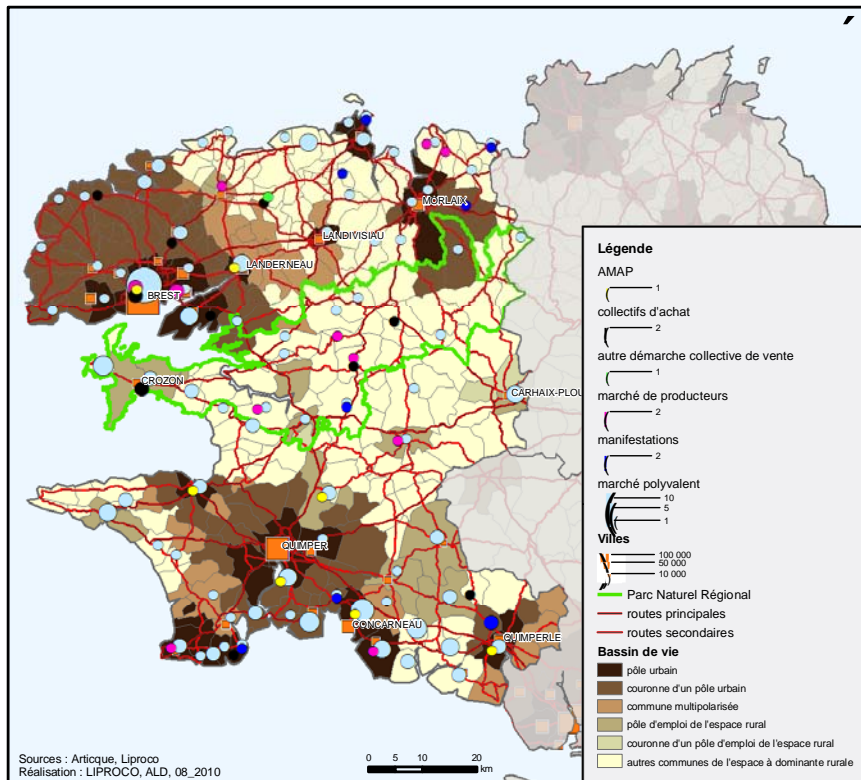 MORLAIX
LANDIVISIAU
LANDERNEAU
BREST
CROZON
CARHAIX-PLOU
QUIMPER
CONCARNEAU
QUIMPERLE
Légende
AMAP
1
collectifs d'achat
2
autre démarche collective de vente
1
marché de producteurs
2
manifestations
2
marché polyvalent
10
5
1
Villes
100 000
50 000
10 000
Parc Naturel Régional
routes principales
routes secondaires
Bassin de vie
pôle urbain
couronne d'un pôle urbain
commune multipolarisée
pôle d'emploi de l'espace rural
couronne d'un pôle d'emploi de l'espace rural
autres communes de l'espace à dominante rurale
Sources : Articque, Liproco
Réalisation : LIPROCO, ALD, 08_2010
0 10 20
km